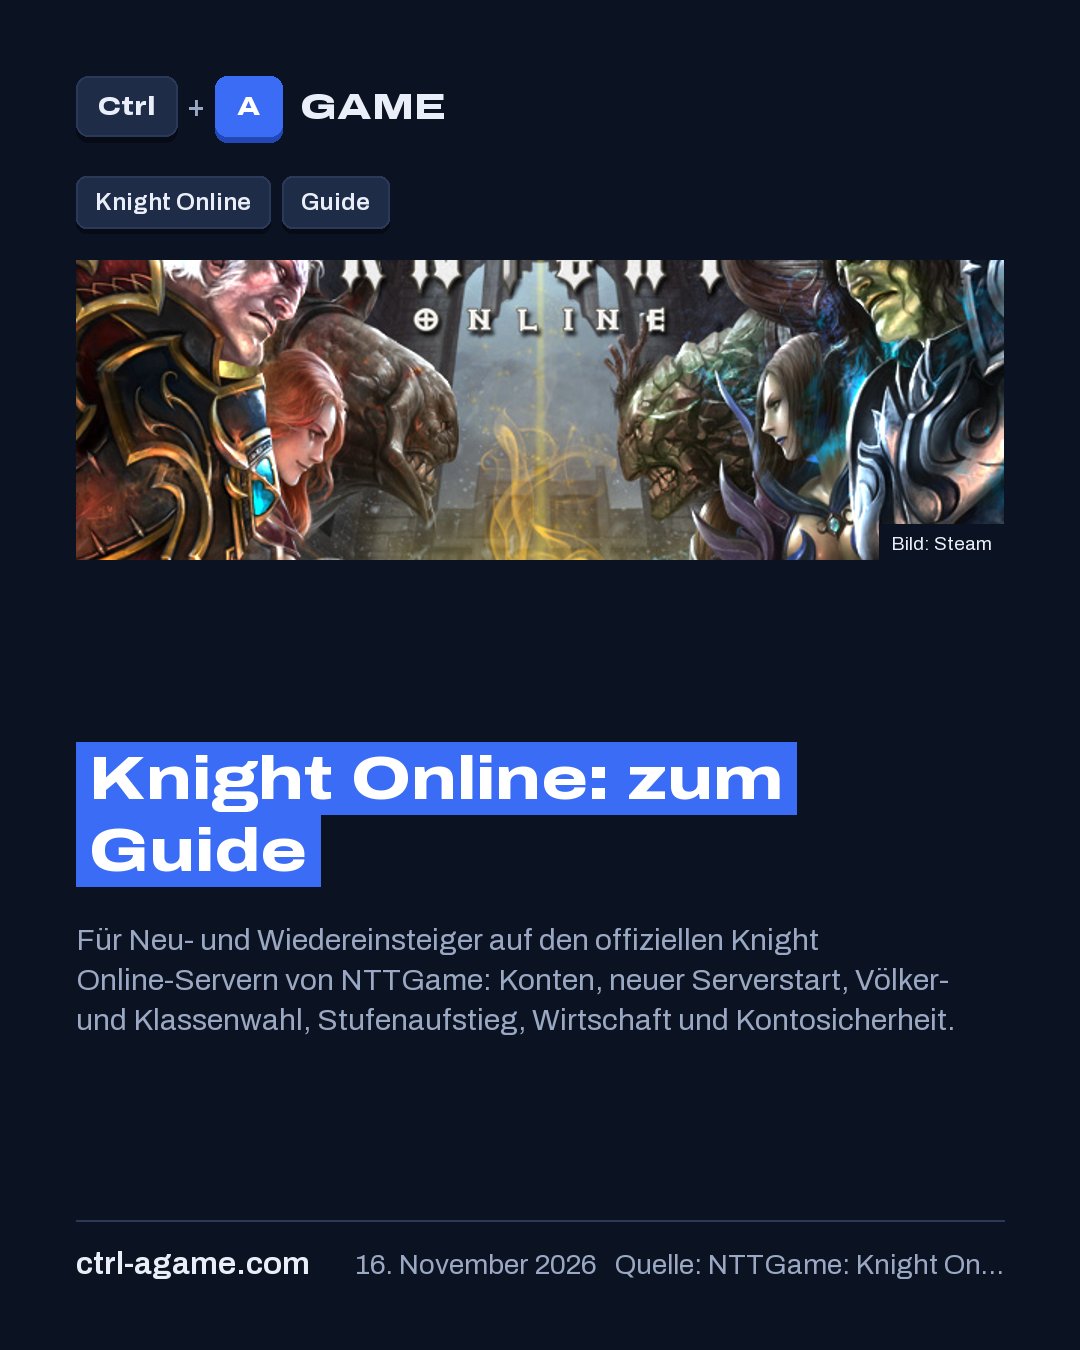 Ctrl + A GAME
Knight Online Guide
ONLINE
Bild: Steam
Knight Online: zum
Guide
Für Neu- und Wiedereinsteiger auf den offiziellen Knight
Online-Servern von NTTGame: Konten, neuer Serverstart, Völker-
und Klassenwahl, Stufenaufstieg, Wirtschaft und Kontosicherheit.
ctrl-agame.com 16. November 2026 Quelle: NTTGame: Knight On...